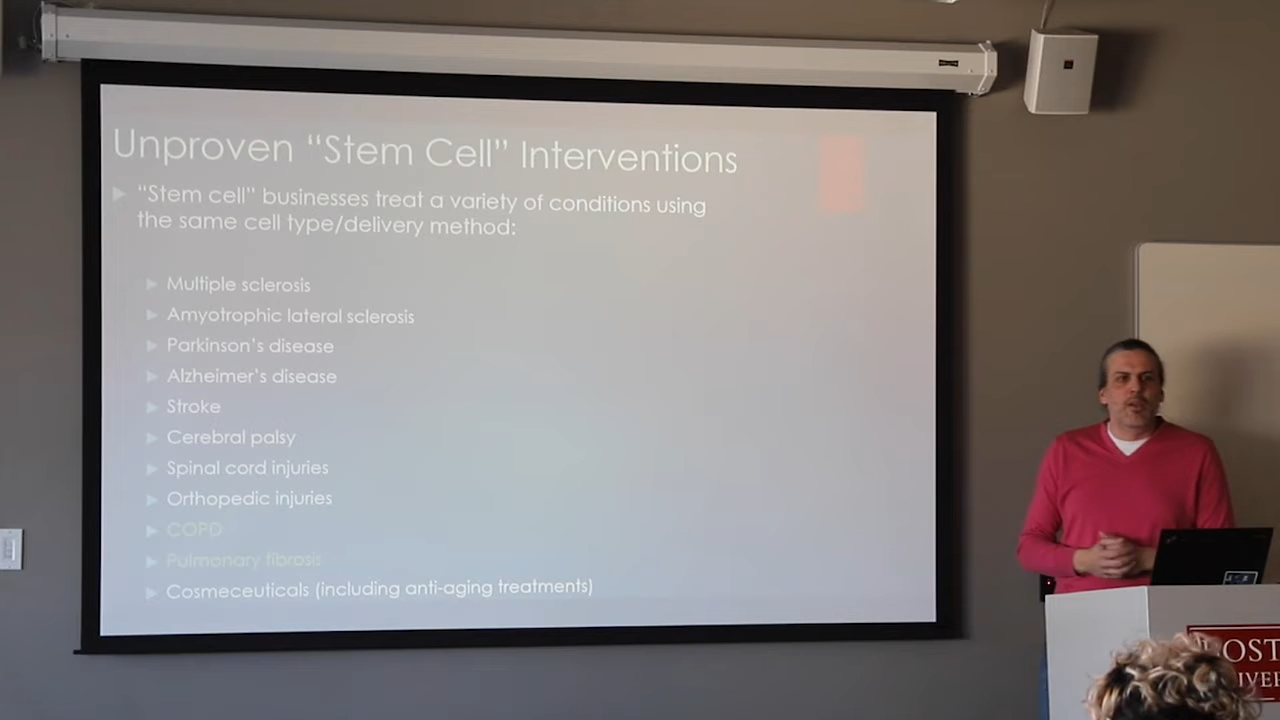 Unproven “Stem Cell” Interventions
“Stem cell” businesses treat a variety of conditions using
the same cell type/delivery method:
Multiple sclerosis
Amyotrophic lateral sclerosis
Parkinson’s disease
Alzheimer’s disease
Stroke
Cerebral palsy
Spinal cord injuries
Orthopedic injuries
COPD
Pulmonary fibrosis
Cosmeceuticals (including anti-aging treatments)
OST
IVER